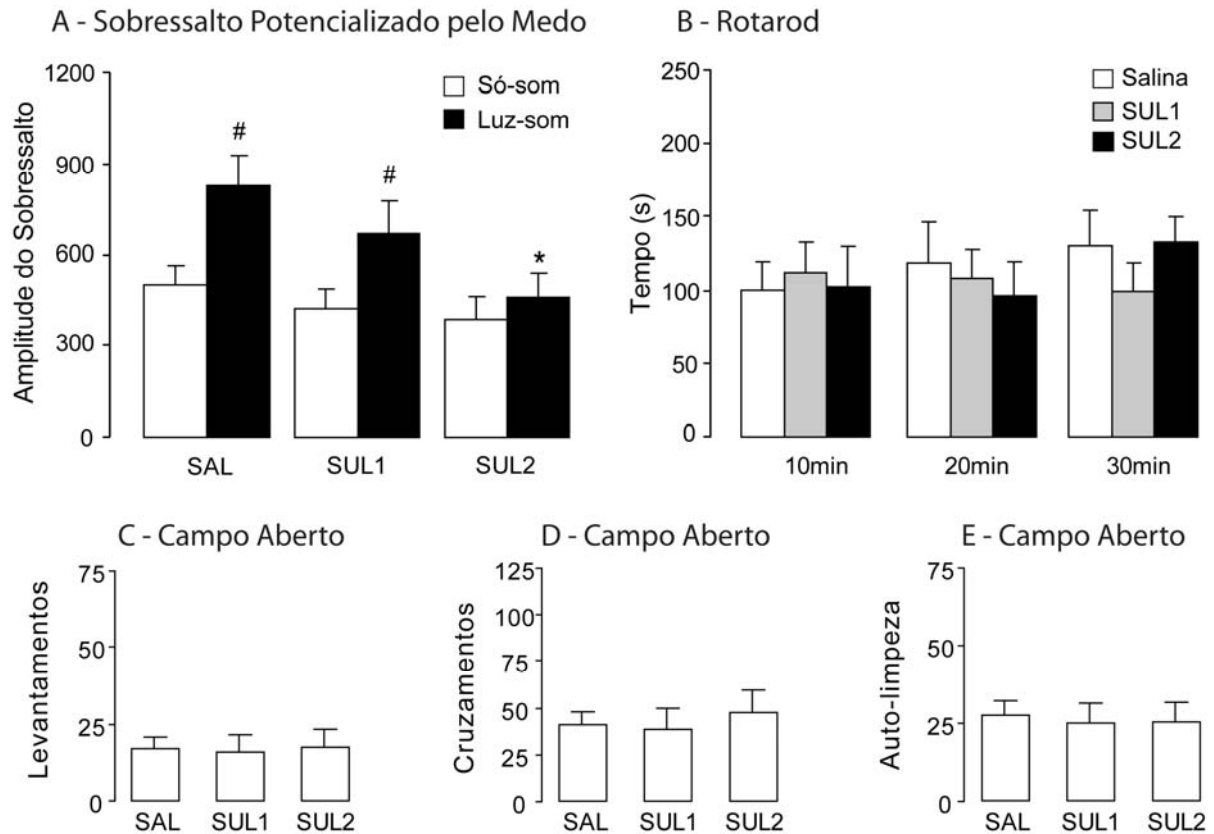 A - Sobressalto Potencializado pelo Medo
Amplitude do Sobressalto
1200
900
600
300
0
Só-som
Luz-som
#
#
*
SAL SUL1 SUL2
B - Rotarod
Tempo (s)
250
200
150
100
50
0
Salina
SUL1
SUL2
10min 20min 30min
C - Campo Aberto
Levantamentos
75
50
25
0
SAL SUL1 SUL2
D - Campo Aberto
Cruzamentos
125
100
75
50
25
0
SAL SUL1 SUL2
E - Campo Aberto
Auto-limpeza
75
50
25
0
SAL SUL1 SUL2